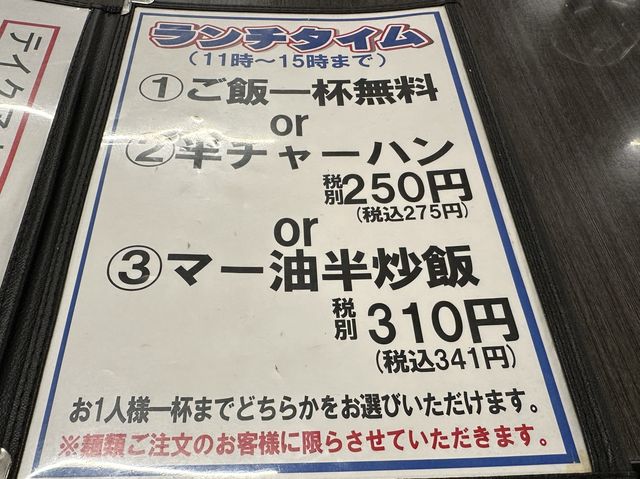 テイクア
ランチタイム
(11時～15時まで)
①ご飯一杯無料
or
②半チャーハン
税別250円
(税込275円)
or
③マー油半炒飯
税別 310円
(税込341円)
お1人様一杯までどちらかをお選びいただけます。
※麺類ご注文のお客様に限らさせていただきます。